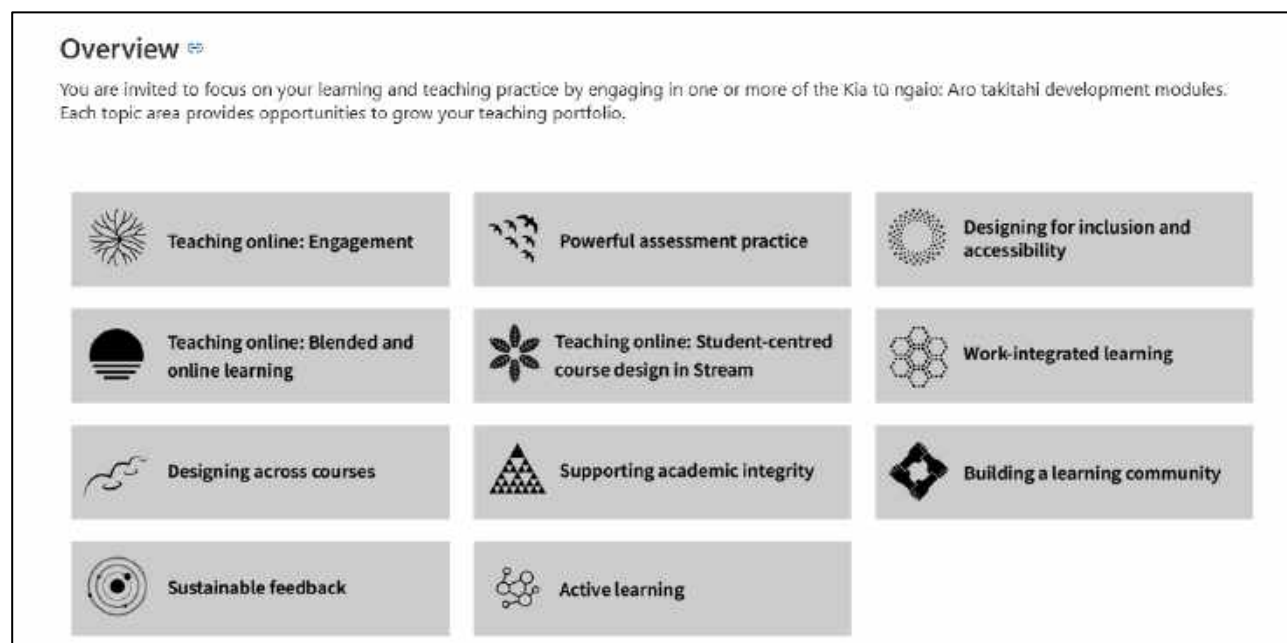 Overview
You are invited to focus on your learning and teaching practice by engaging in one or more of the Kia tū ngaio: Aro takitahi development modules.
Each topic area provides opportunities to grow your teaching portfolio.
Teaching online: Engagement
Powerful assessment practice
Designing for inclusion and
accessibility
Teaching online: Blended and
online learning
Teaching online: Student-centred
course design in Stream
Work-integrated learning
Designing across courses
Supporting academic integrity
Building a learning community
Sustainable feedback
Active learning